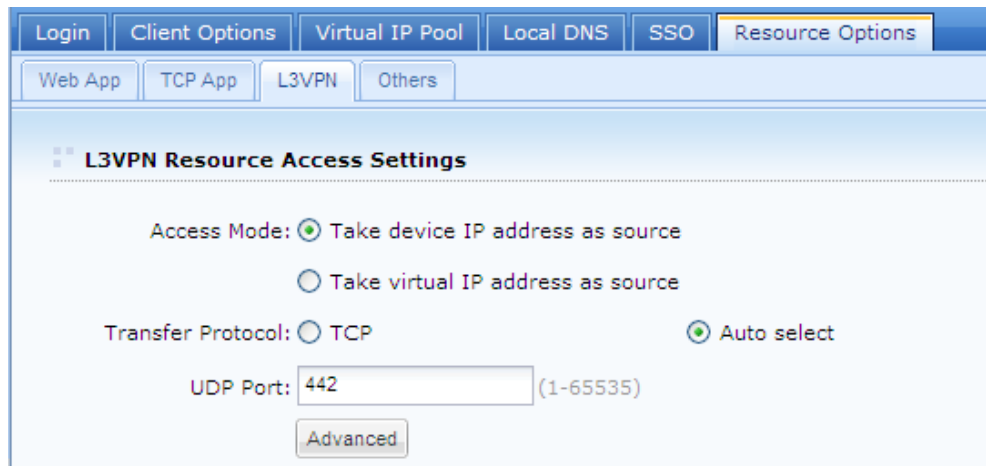 Login Client Options Virtual IP Pool Local DNS SSO Resource Options
Web App TCP App L3VPN Others
L3VPN Resource Access Settings
Access Mode: Take device IP address as source
Take virtual IP address as source
Transfer Protocol: TCP Auto select
UDP Port: 442 (1-65535)
Advanced